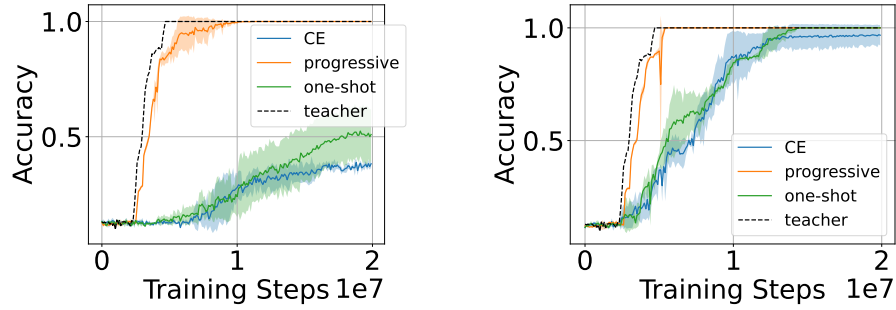 1.0
0.5
Accuracy
CE
progressive
one-shot
teacher
0
1
2
Training Steps
1e7
1.0
0.5
Accuracy
CE
progressive
one-shot
teacher
0
1
2
Training Steps
1e7